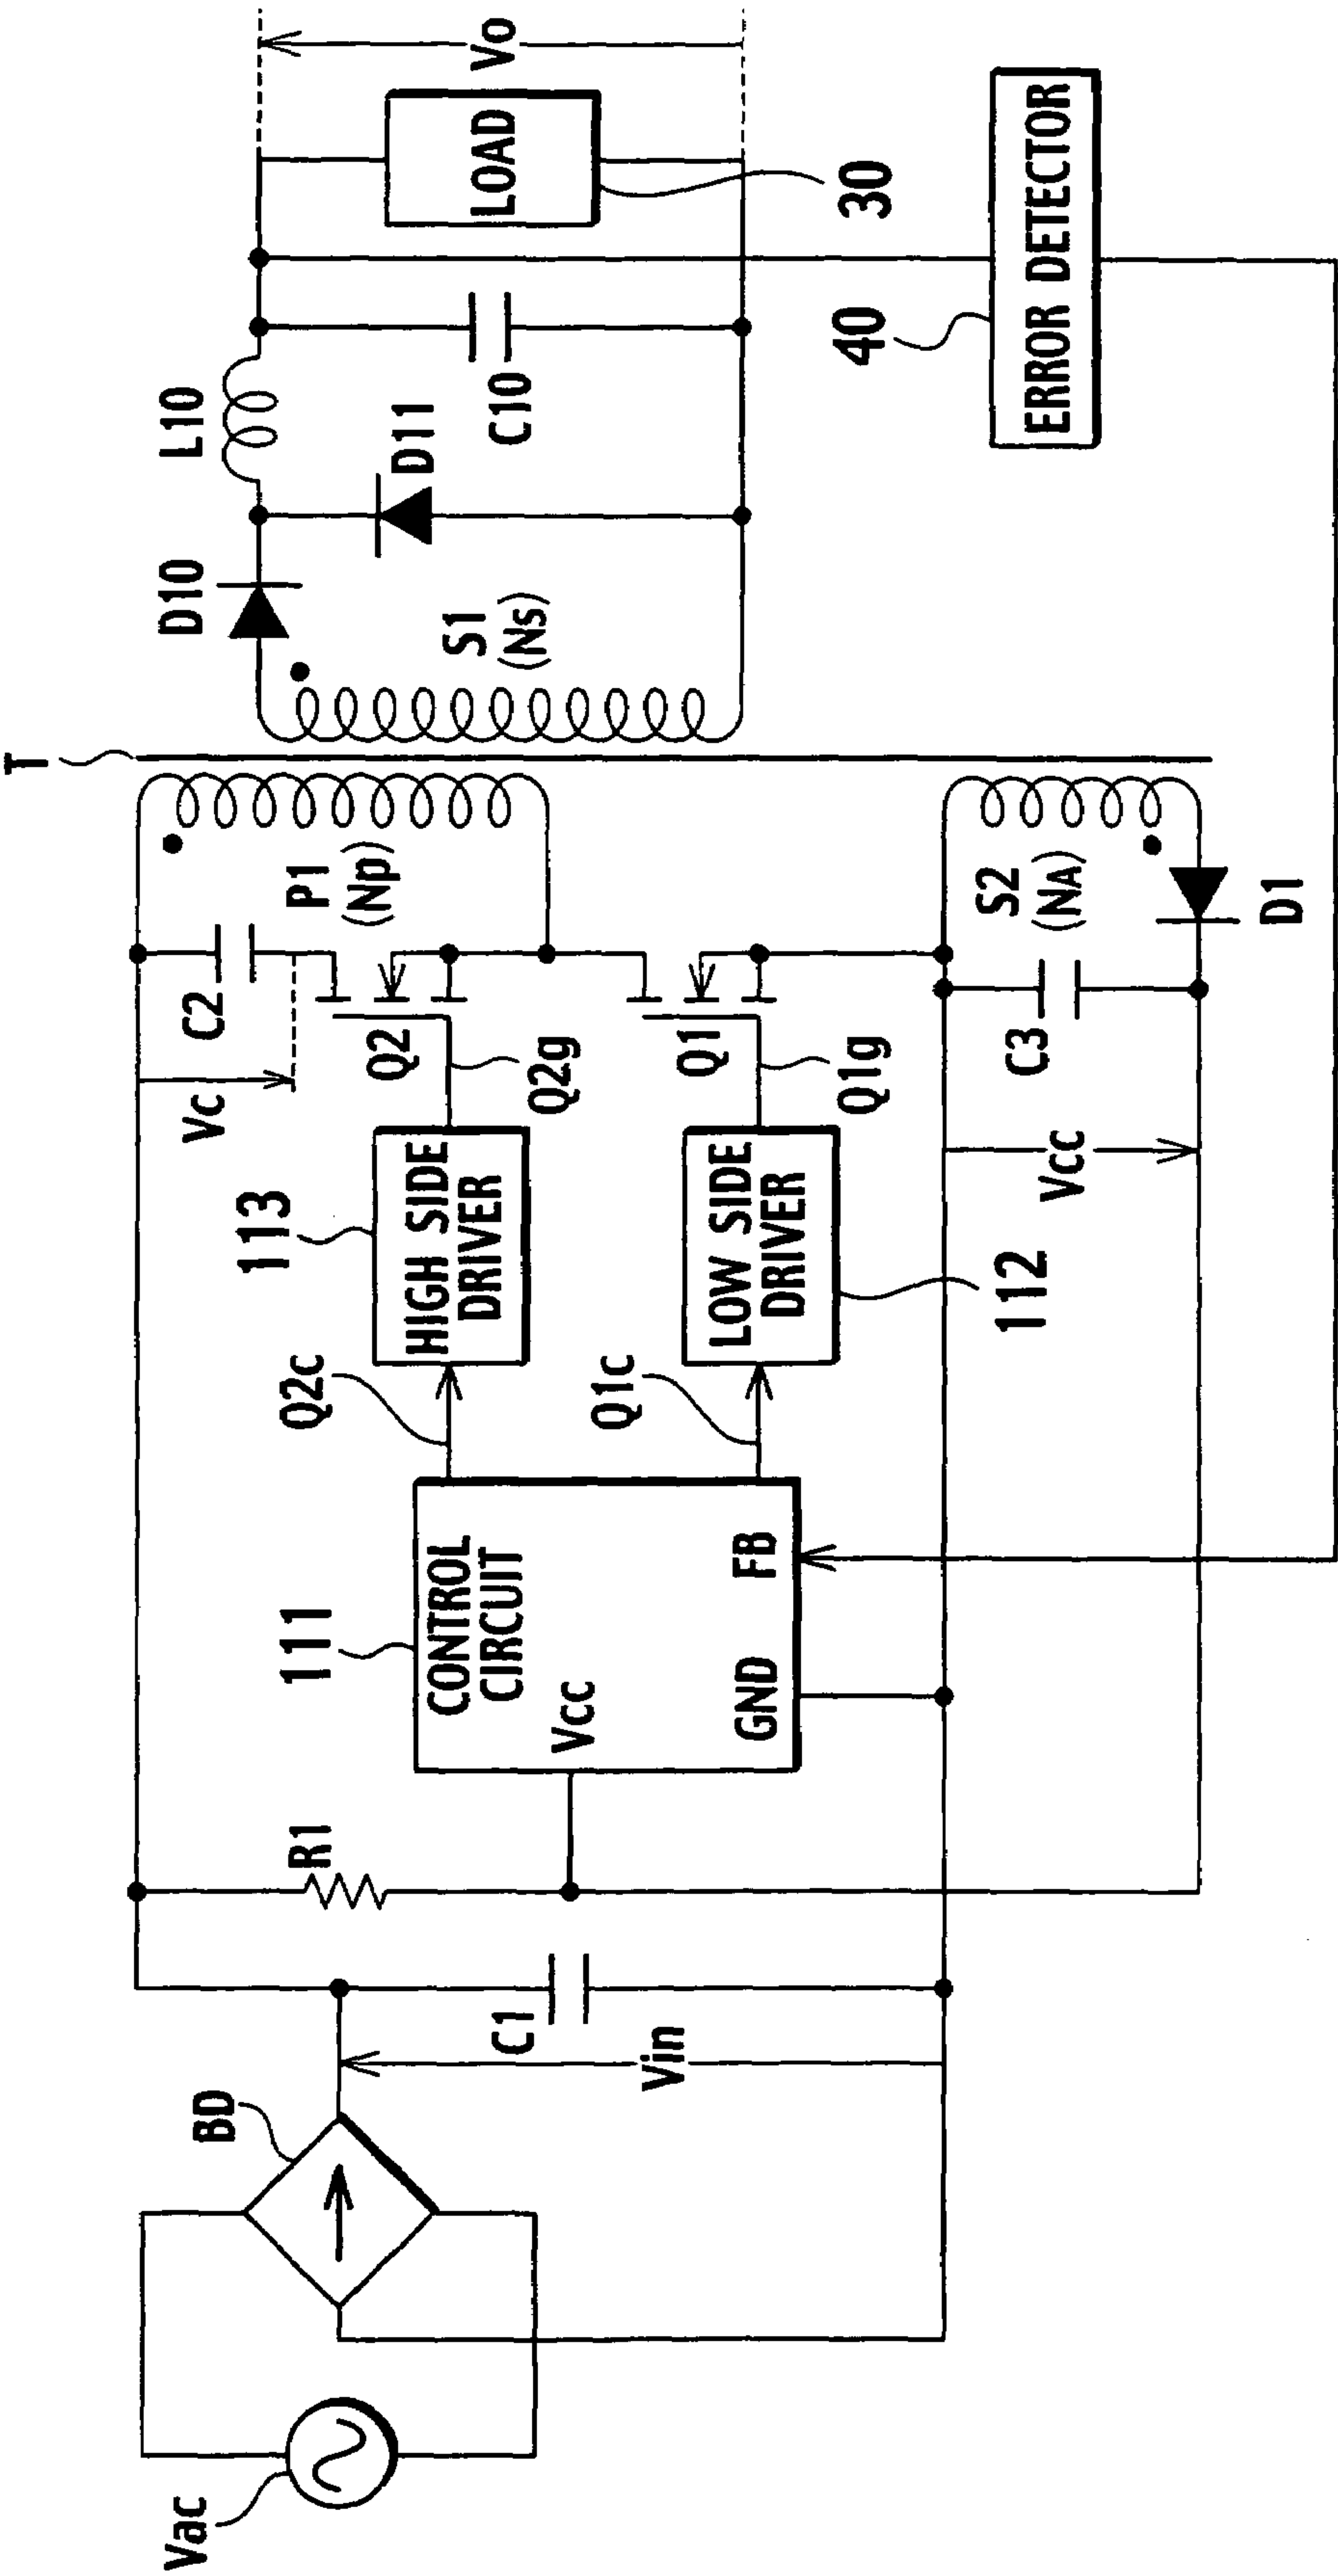 Vac
BD
C1
Vin
R1
111
CONTROL
CIRCUIT
Vcc
GND
FB
Q2c
Q1c
113
HIGH SIDE
DRIVER
LOW SIDE
DRIVER
112
Vc
C2
Q2
Q2g
Q1
Q1g
Vcc
C3
P1
(Np)
S2
(NA)
D1
T
S1
(Ns)
D10
L10
D11
C10
LOAD
30
Vo
40
ERROR DETECTOR